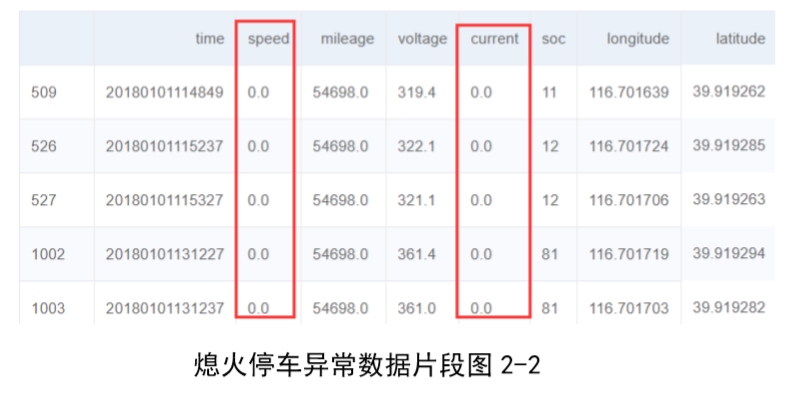 time speed mileage voltage current soc longitude latitude
509 20180101114849 0.0 54698.0 319.4 0.0 11 116.701639 39.919262
526 20180101115237 0.0 54698.0 322.1 0.0 12 116.701724 39.919285
527 20180101115327 0.0 54698.0 321.1 0.0 12 116.701706 39.919263
1002 20180101131227 0.0 54698.0 361.4 0.0 81 116.701719 39.919294
1003 20180101131237 0.0 54698.0 361.0 0.0 81 116.701703 39.919282
熄火停车异常数据片段图 2-2